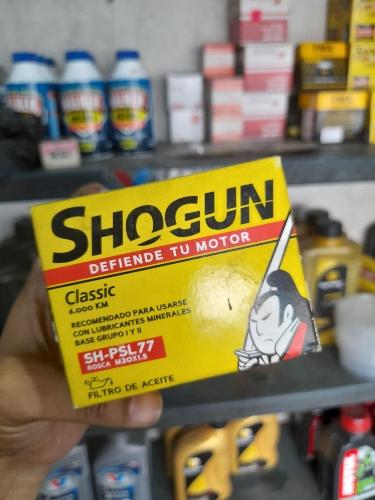 SHOGUN
DEFIENDE TU MOTOR
Classic
6.000 KM
RECOMENDADO PARA USARSE
CON LUBRICANTES MINERALES
BASE GRUPO I Y II
SH-PSL77
ROSCA M20X1.5
FILTRO DE ACEITE